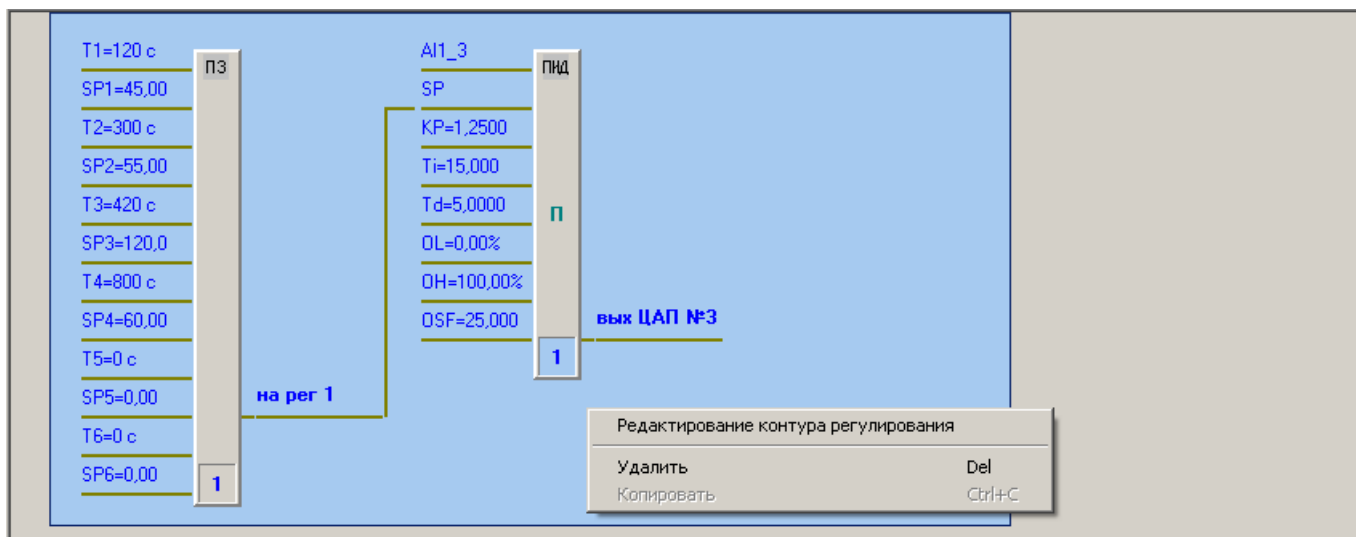 T1=120 с
ПЗ
SP1=45,00
T2=300 с
SP2=55,00
T3=420 с
SP3=120,0
T4=800 с
SP4=60,00
T5=0 с
SP5=0,00
T6=0 с
SP6=0,00
1
на рег 1
AI1_3
ПИД
SP
KP=1,2500
Ti=15,000
Td=5,0000
П
OL=0,00%
OH=100,00%
OSF=25,000
1
вых ЦАП №3
Редактирование контура регулирования
Удалить Del
Копировать Ctrl+C